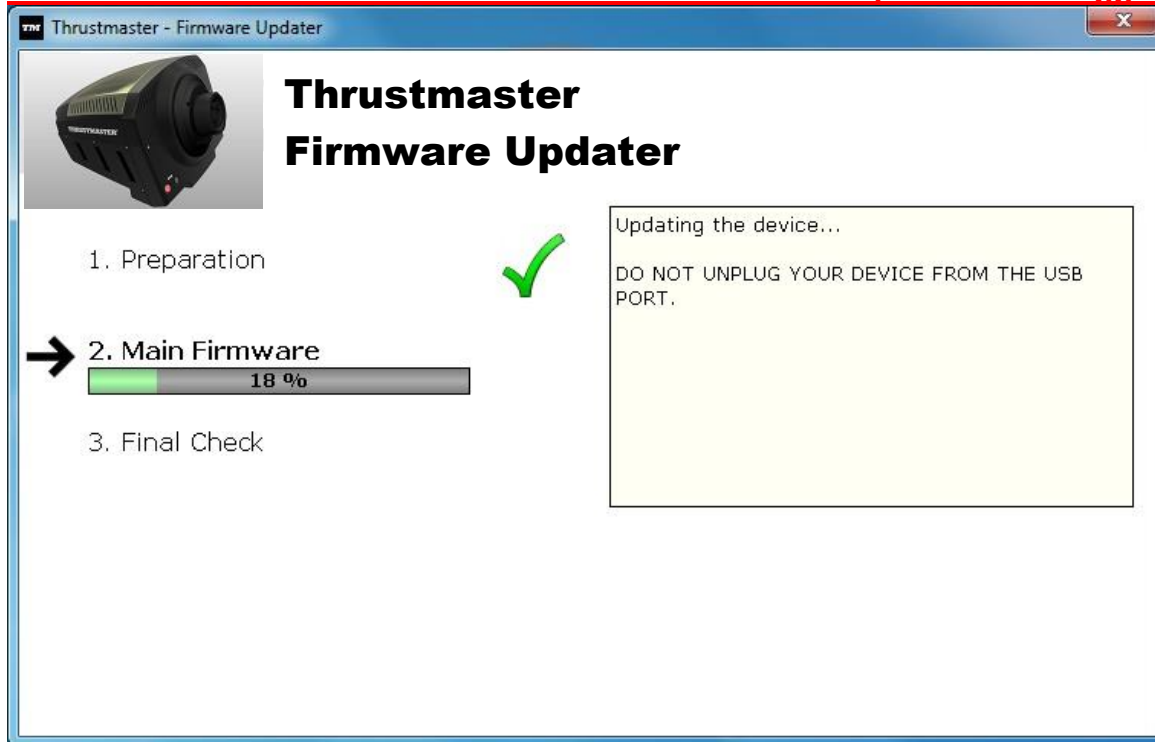 Thrustmaster - Firmware Updater
Thrustmaster
Firmware Updater
THRUSTMASTER
1. Preparation
2. Main Firmware
18 %
3. Final Check
Updating the device...
DO NOT UNPLUG YOUR DEVICE FROM THE USB
PORT.